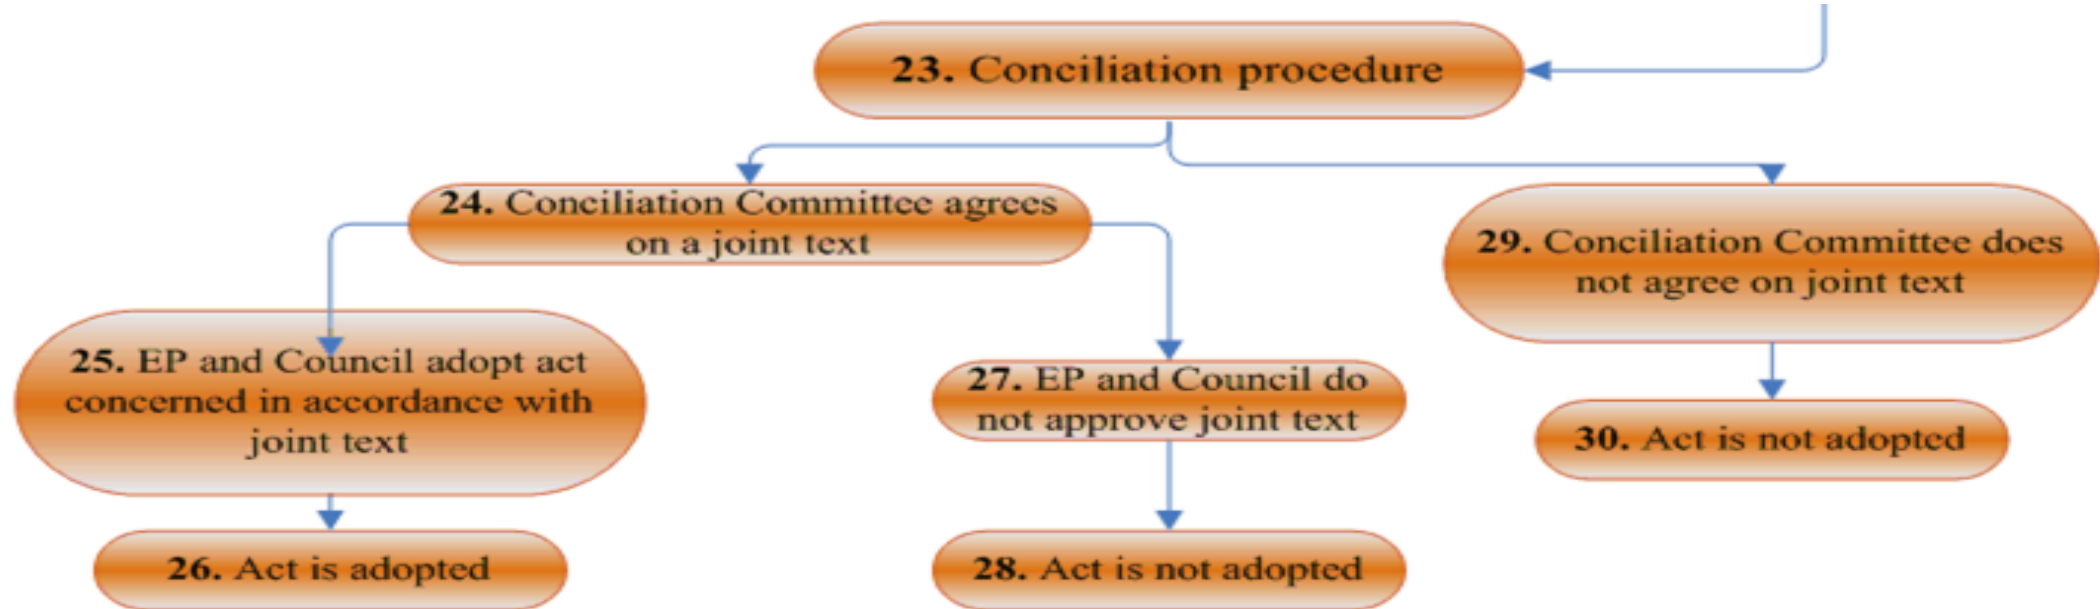 23. Conciliation procedure
24. Conciliation Committee agrees
on a joint text
29. Conciliation Committee does
not agree on joint text
25. EP and Council adopt act
concerned in accordance with
joint text
27. EP and Council do
not approve joint text
30. Act is not adopted
26. Act is adopted
28. Act is not adopted